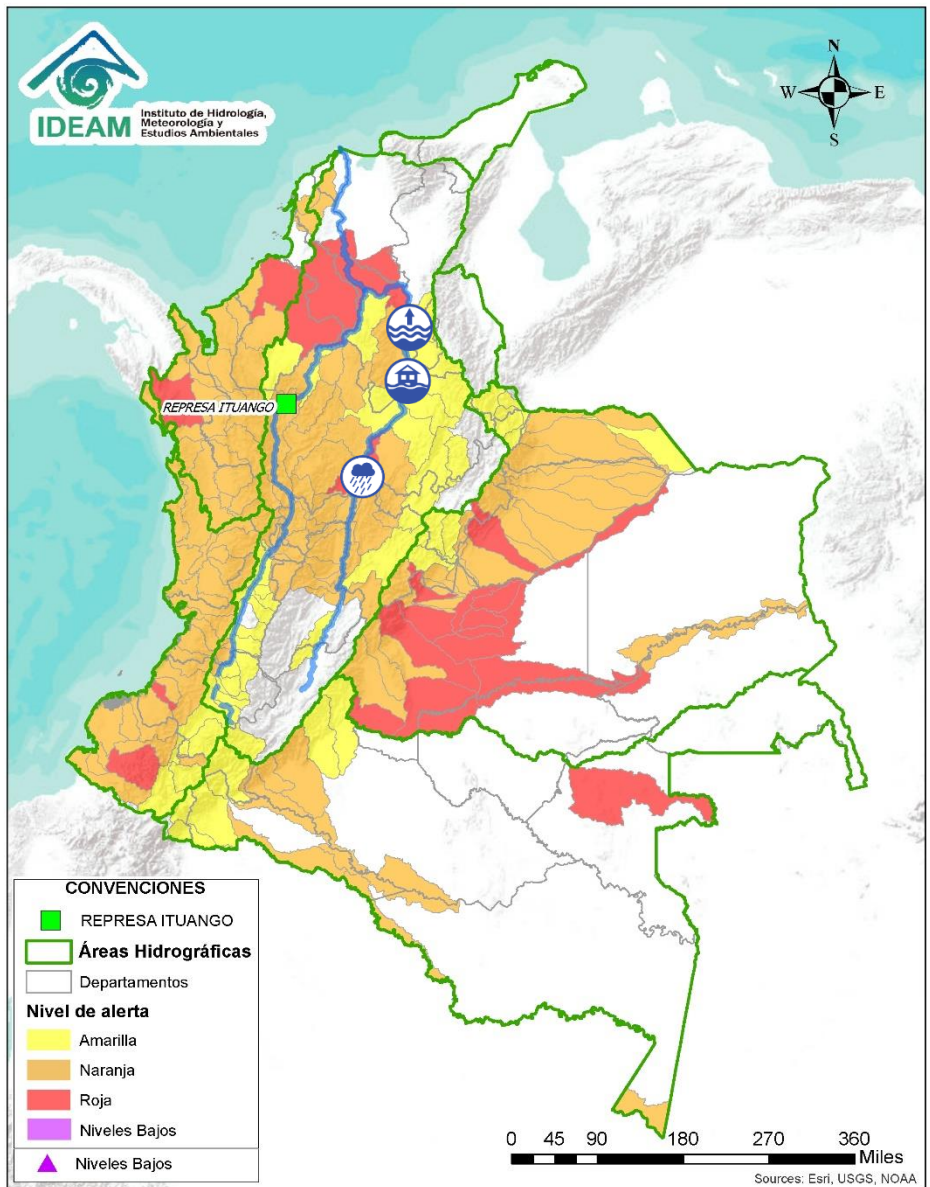 IDEAM
Instituto de Hidrología,
Meteorología y
Estudios Ambientales
N
W
E
S
REPRESA ITUANGO
CONVENCIONES
REPRESA ITUANGO
Áreas Hidrográficas
Departamentos
Nivel de alerta
Amarilla
Naranja
Roja
Niveles Bajos
Niveles Bajos
0 45 90 180 270 360
Miles
Sources: Esri, USGS, NOAA